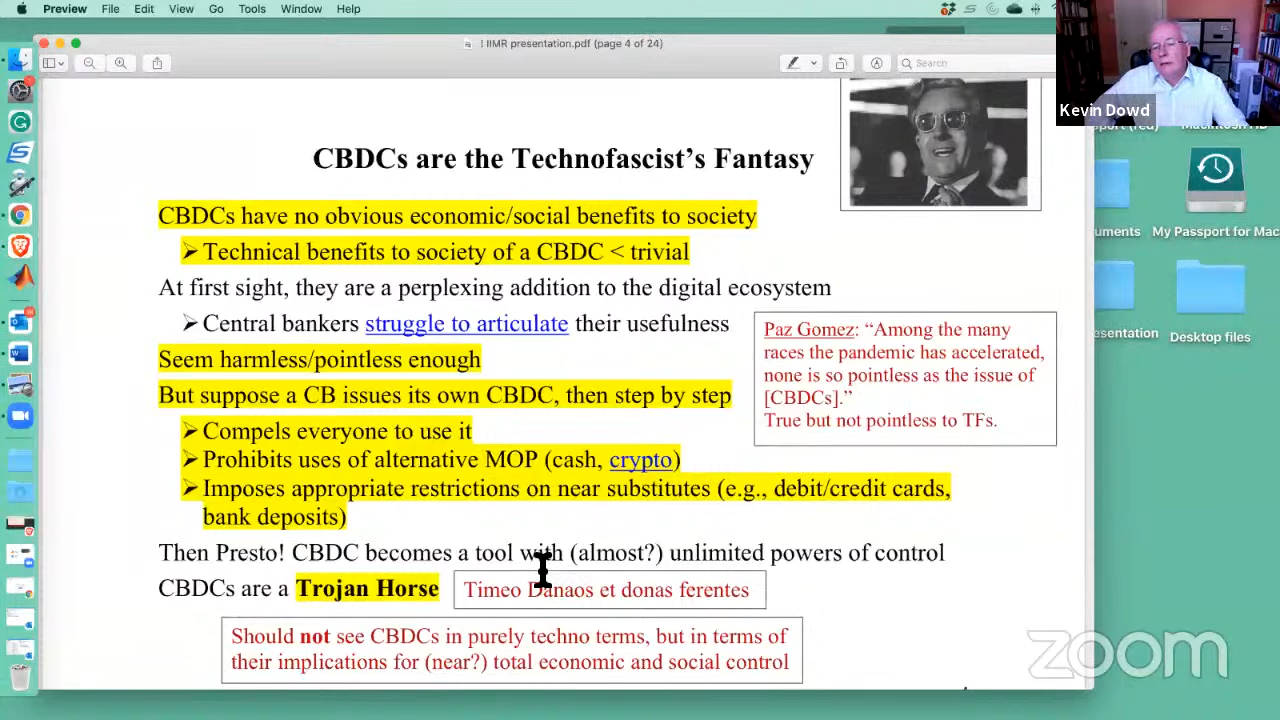 Preview File Edit View Go Tools Window Help
! IIMR presentation.pdf (page 4 of 24)
Search
Kevin Dowd
CBDCs are the Technofascist's Fantasy
CBDCs have no obvious economic/social benefits to society
➢ Technical benefits to society of a CBDC < trivial
At first sight, they are a perplexing addition to the digital ecosystem
➢ Central bankers struggle to articulate their usefulness
Seem harmless/pointless enough
But suppose a CB issues its own CBDC, then step by step
➢ Compels everyone to use it
➢ Prohibits uses of alternative MOP (cash, crypto)
➢ Imposes appropriate restrictions on near substitutes (e.g., debit/credit cards,
bank deposits)
Paz Gomez: “Among the many
races the pandemic has accelerated,
none is so pointless as the issue of
[CBDCs].”
True but not pointless to TFs.
Then Presto! CBDC becomes a tool with (almost?) unlimited powers of control
CBDCs are a Trojan Horse
Timeo Danaos et donas ferentes
Should not see CBDCs in purely techno terms, but in terms of
their implications for (near?) total economic and social control
port (red)
Macintosh HD
uments
My Passport for Mac
esentation
Desktop files
zoom